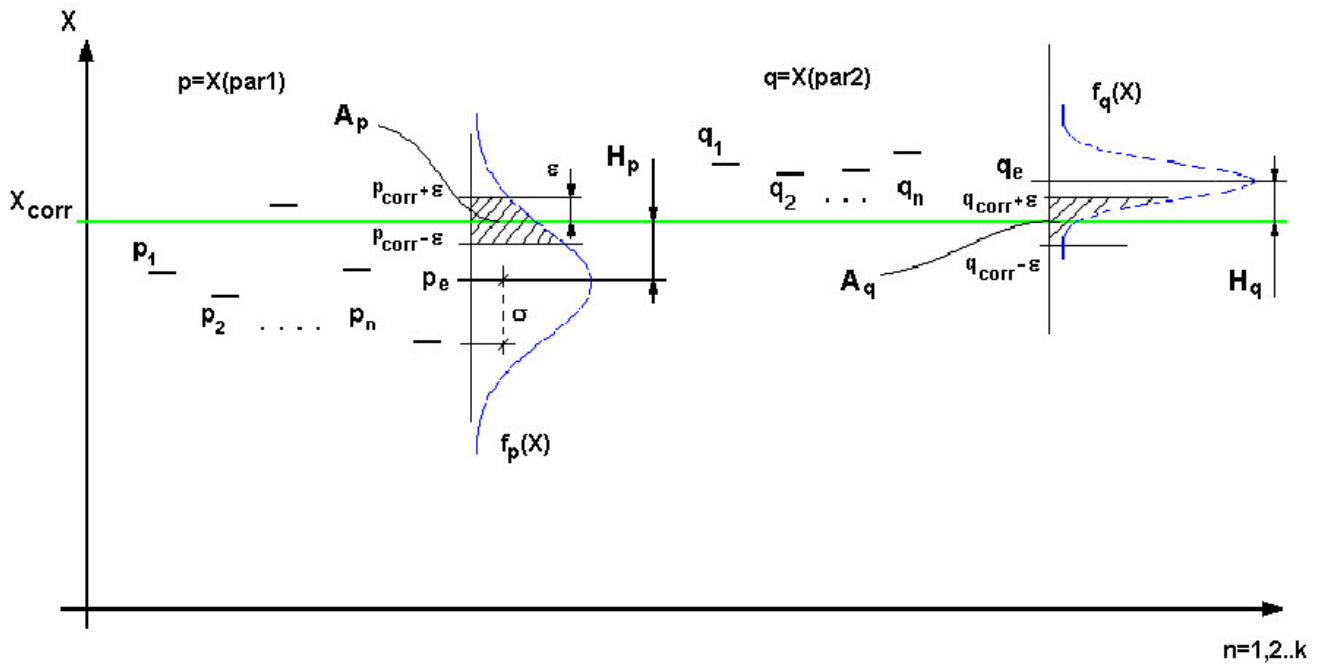 X
p=X(par1)
q=X(par2)
f_q(X)
A_p
H_p
q_1
ε
q_e
p_corr+ε
q_2 . . . q_n
q_corr+ε
X_corr
p_corr-ε
p_1
q_corr-ε
p_e
A_q
H_q
p_2 . . . . p_n
σ
f_p(X)
n=1,2..k